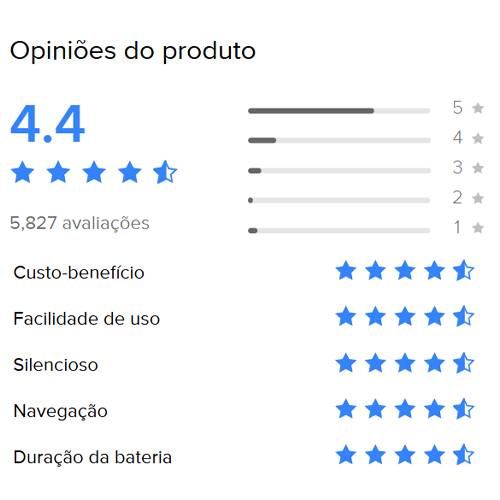 Opiniões do produto
4.4
5
4
3
2
1
5,827 avaliações
Custo-benefício
Facilidade de uso
Silencioso
Navegação
Duração da bateria